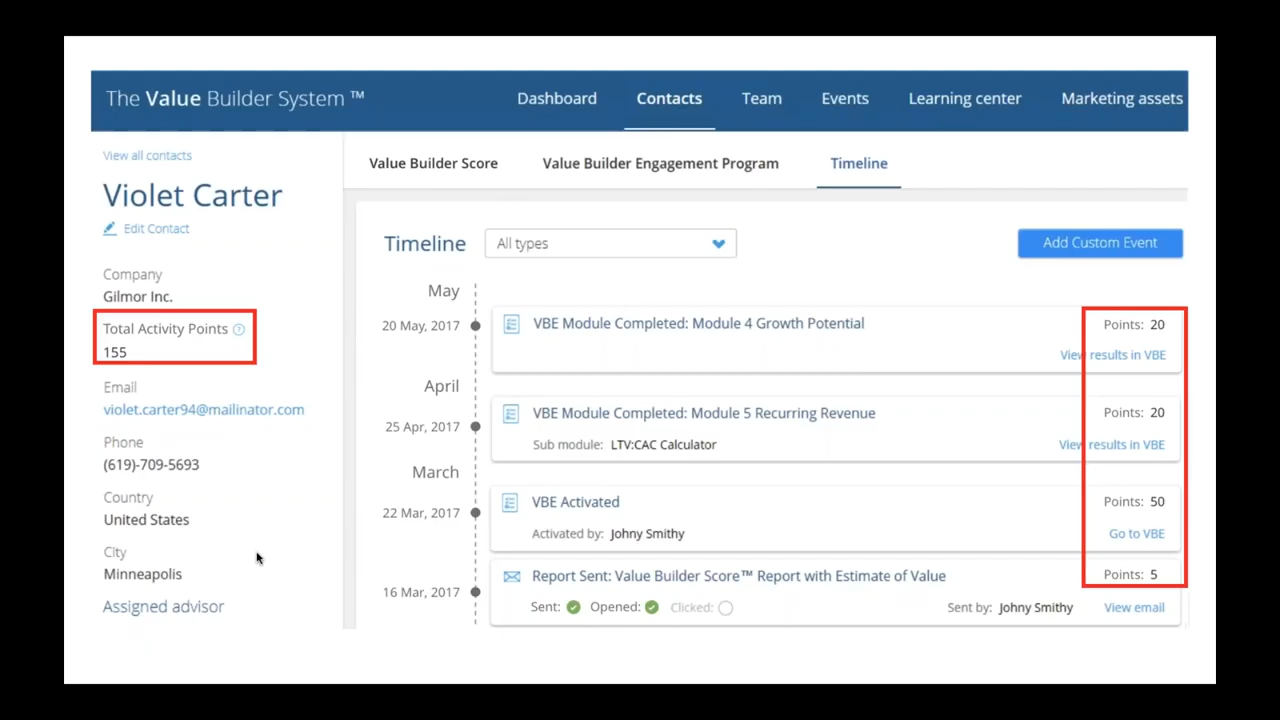 The Value Builder System ™
Dashboard
Contacts
Team
Events
Learning center
Marketing assets
View all contacts
Violet Carter
Edit Contact
Company
Gilmor Inc.
Total Activity Points ?
155
Email
violet.carter94@mailinator.com
Phone
(619)-709-5693
Country
United States
City
Minneapolis
Assigned advisor
Value Builder Score
Value Builder Engagement Program
Timeline
Timeline
All types
Add Custom Event
May
20 May, 2017
VBE Module Completed: Module 4 Growth Potential
Points: 20
View results in VBE
April
25 Apr, 2017
VBE Module Completed: Module 5 Recurring Revenue
Points: 20
Sub module: LTV:CAC Calculator
View results in VBE
March
22 Mar, 2017
VBE Activated
Points: 50
Activated by: Johny Smithy
Go to VBE
16 Mar, 2017
Report Sent: Value Builder Score™ Report with Estimate of Value
Points: 5
Sent: Opened: Clicked:
Sent by: Johny Smithy
View email